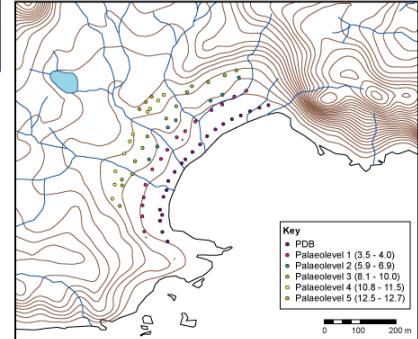 Key
PDB
Palaeolevel 1 (3.5 - 4.0)
Palaeolevel 2 (5.9 - 6.9)
Palaeolevel 3 (8.1 - 10.0)
Palaeolevel 4 (10.8 - 11.5)
Palaeolevel 5 (12.5 - 12.7)
0 100 200 m